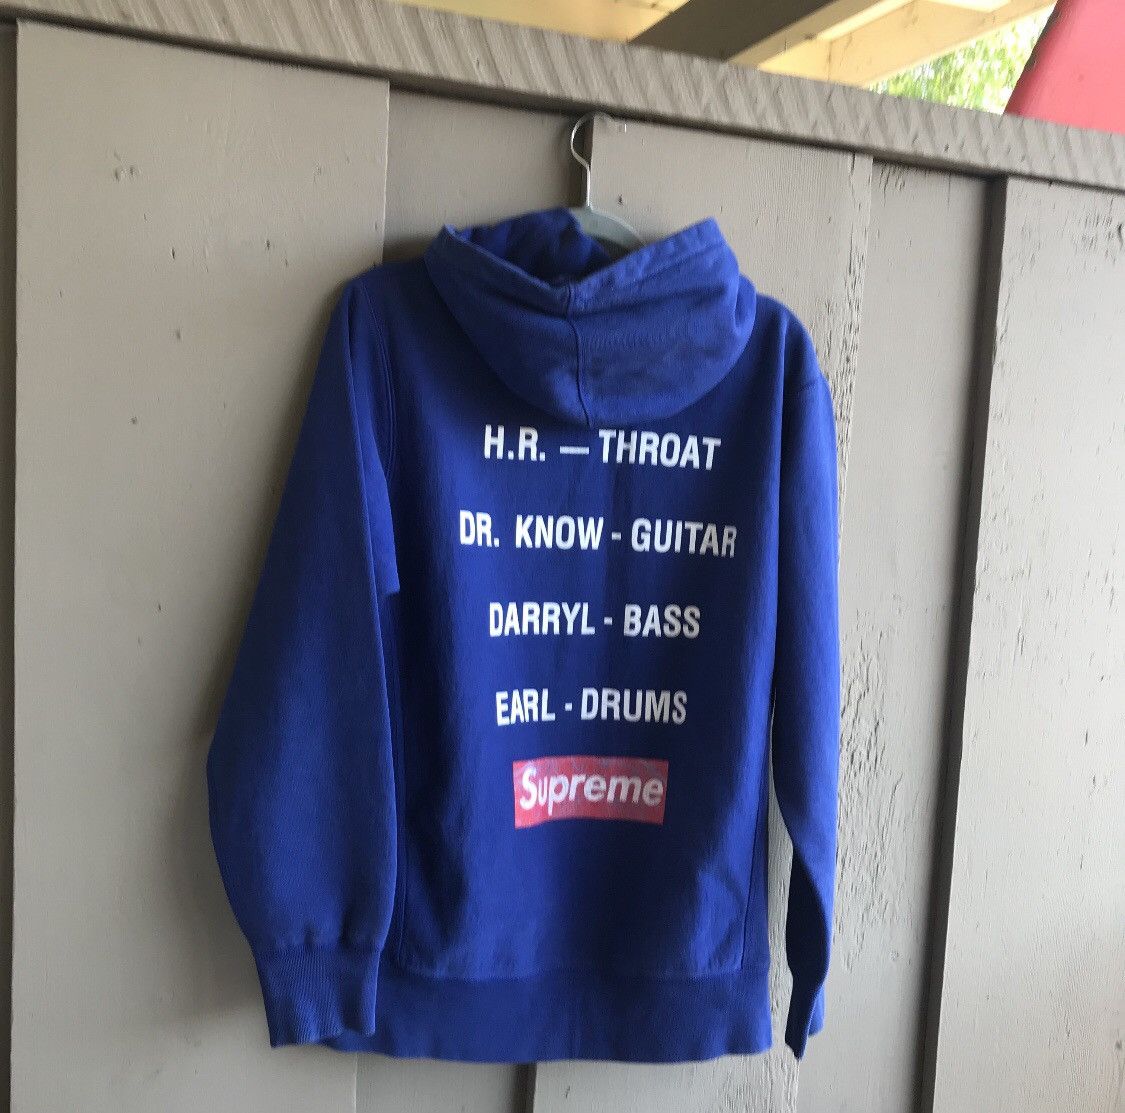 H.R. — THROAT
DR. KNOW - GUITAR
DARRYL - BASS
EARL - DRUMS
Supreme